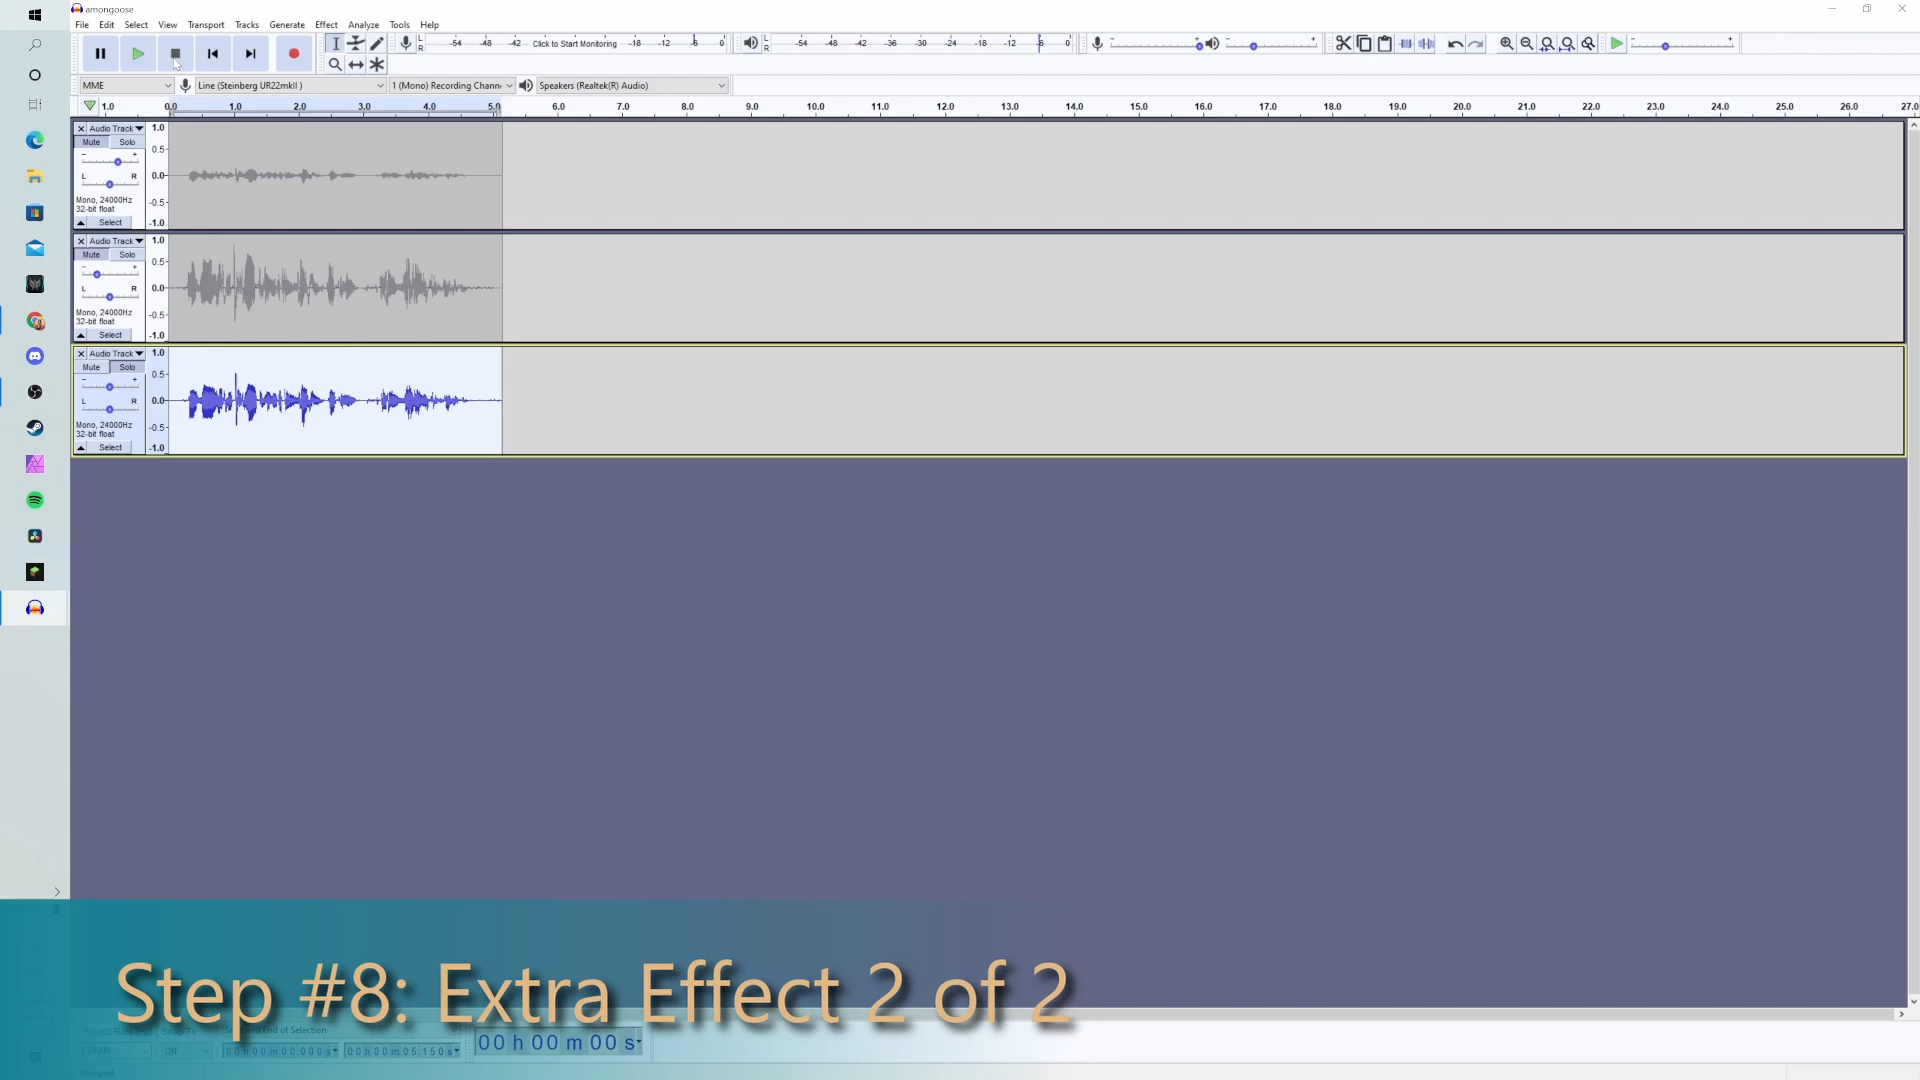 amongoose
File Edit Select View Transport Tracks Generate Effect Analyze Tools Help
L R -54 -48 -42 Click to Start Monitoring -18 -12 -6 0 L R -54 -48 -42 -36 -30 -24 -18 -12 -6 0
MME Line (Steinberg UR22mkII ) 1 (Mono) Recording Chann Speakers (Realtek(R) Audio)
1.0 0.0 1.0 2.0 3.0 4.0 5.0 6.0 7.0 8.0 9.0 10.0 11.0 12.0 13.0 14.0 15.0 16.0 17.0 18.0 19.0 20.0 21.0 22.0 23.0 24.0 25.0 26.0 27.0
Audio Track 1.0
Mute Solo 0.5
L R 0.0
Mono, 24000Hz -0.5
32-bit float
Select -1.0
Audio Track 1.0
Mute Solo 0.5
L R 0.0
Mono, 24000Hz -0.5
32-bit float
Select -1.0
Audio Track 1.0
Mute Solo 0.5
L R 0.0
Mono, 24000Hz -0.5
32-bit float
Select -1.0
Step #8: Extra Effect 2 of 2
Project Rate (Hz) Snap-To Start and End of Selection
24000 Off 00 h 00 m 00.000 s 00 h 00 m 05.150 s 00 h 00 m 00 s
Stopped.